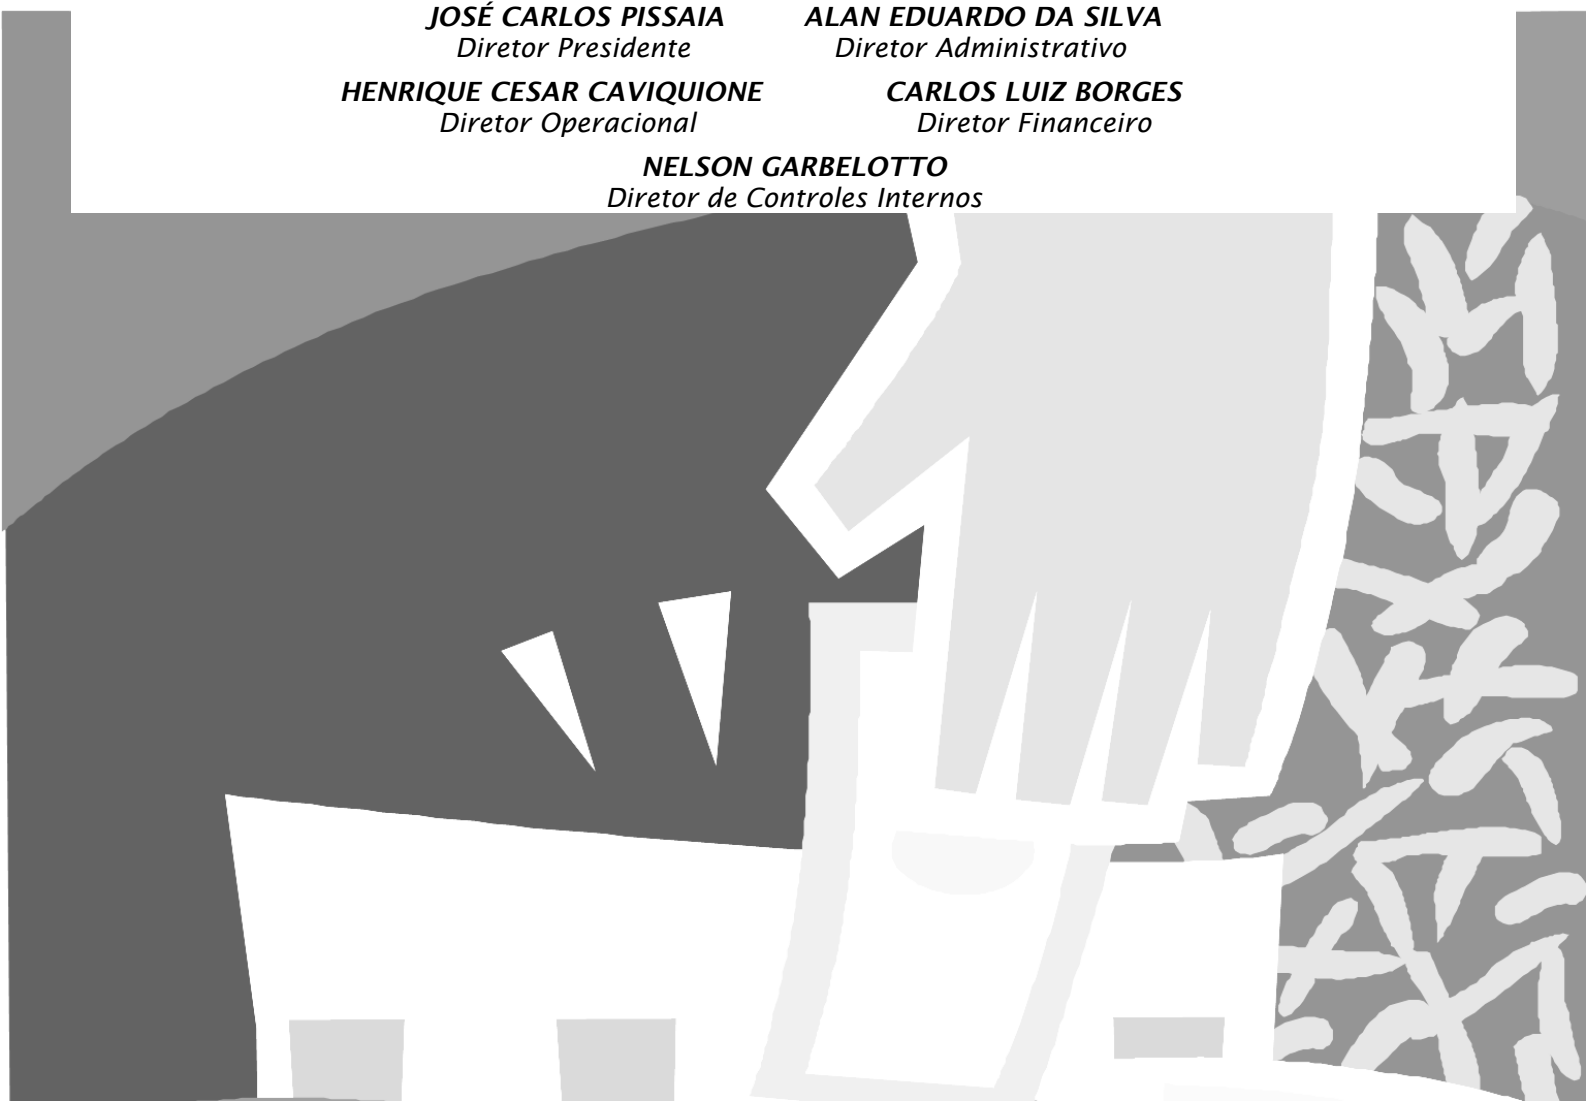 JOSÉ CARLOS PISSAIA ALAN EDUARDO DA SILVA
Diretor Presidente Diretor Administrativo
HENRIQUE CESAR CAVIQUIONE CARLOS LUIZ BORGES
Diretor Operacional Diretor Financeiro
NELSON GARBELOTTO
Diretor de Controles Internos